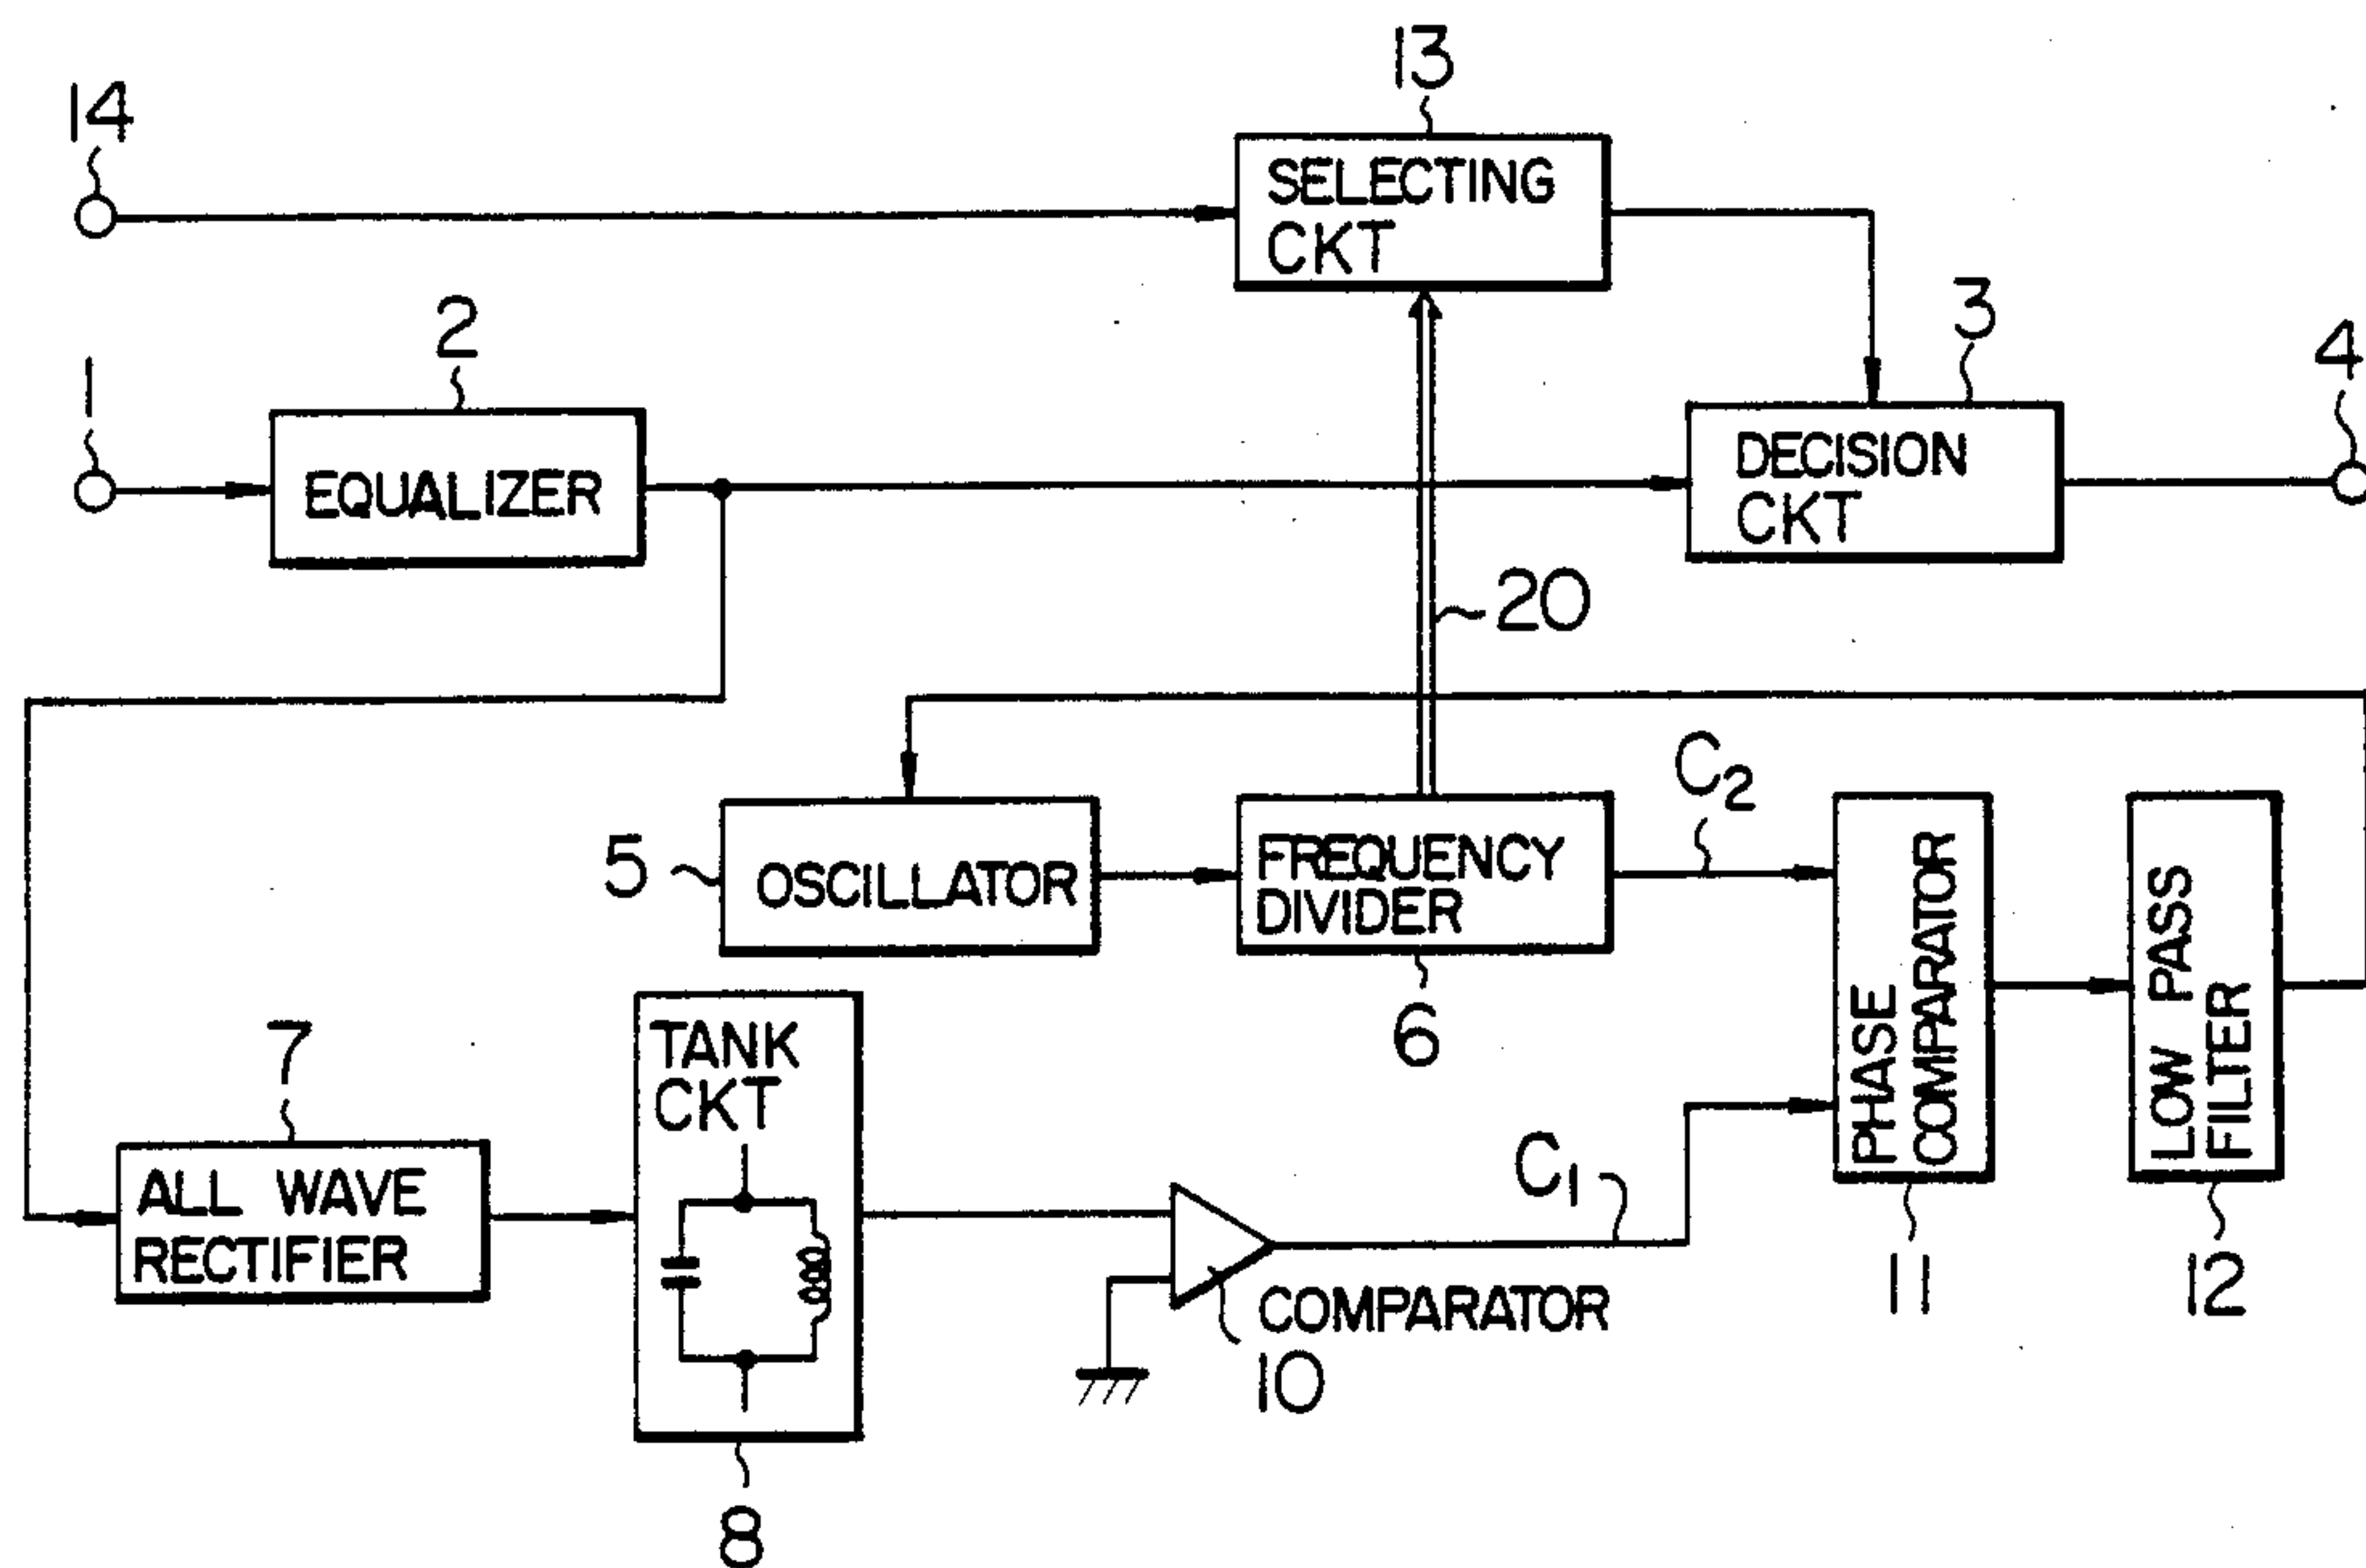 13
14
SELECTING
CKT
2
3
1
4
EQUALIZER
DECISION
CKT
20
C2
5
OSCILLATOR
FREQUENCY
DIVIDER
PHASE
COMPARATOR
LOW PASS
FILTER
6
7
TANK
CKT
ALL WAVE
RECTIFIER
C1
COMPARATOR
10
11
12
8